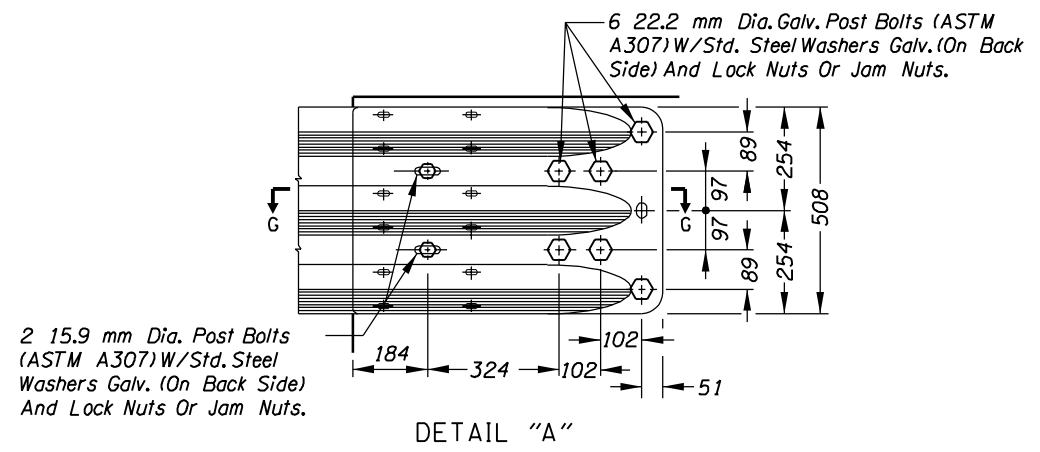 6 22.2 mm Dia. Galv. Post Bolts (ASTM
A307) W/Std. Steel Washers Galv. (On Back
Side) And Lock Nuts Or Jam Nuts.
89
254
97
508
G
G
97
89
254
2 15.9 mm Dia. Post Bolts
(ASTM A307) W/Std. Steel
Washers Galv. (On Back Side)
And Lock Nuts Or Jam Nuts.
102
184
324
102
51
DETAIL "A"